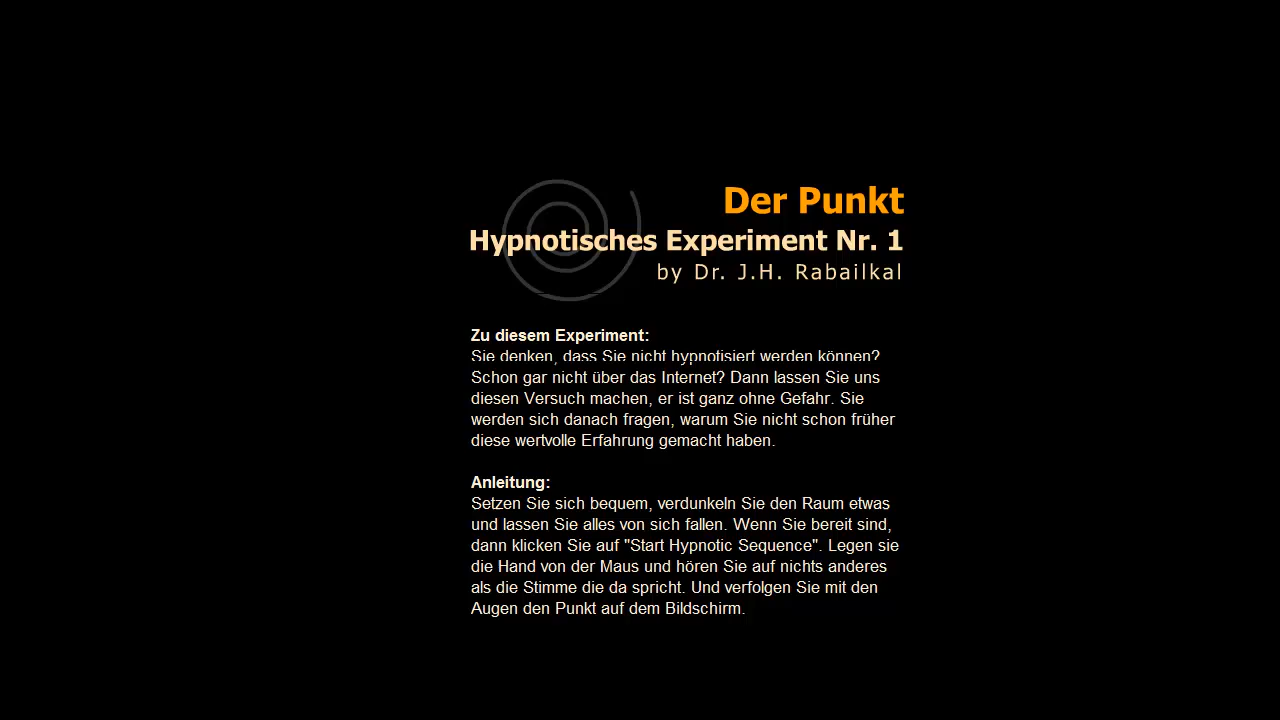 Der Punkt
Hypnotisches Experiment Nr. 1
by Dr. J.H. Rabailkal
Zu diesem Experiment:
Sie denken, dass Sie nicht hypnotisiert werden können?
Schon gar nicht über das Internet? Dann lassen Sie uns
diesen Versuch machen, er ist ganz ohne Gefahr. Sie
werden sich danach fragen, warum Sie nicht schon früher
diese wertvolle Erfahrung gemacht haben.
Anleitung:
Setzen Sie sich bequem, verdunkeln Sie den Raum etwas
und lassen Sie alles von sich fallen. Wenn Sie bereit sind,
dann klicken Sie auf "Start Hypnotic Sequence". Legen sie
die Hand von der Maus und hören Sie auf nichts anderes
als die Stimme die da spricht. Und verfolgen Sie mit den
Augen den Punkt auf dem Bildschirm.